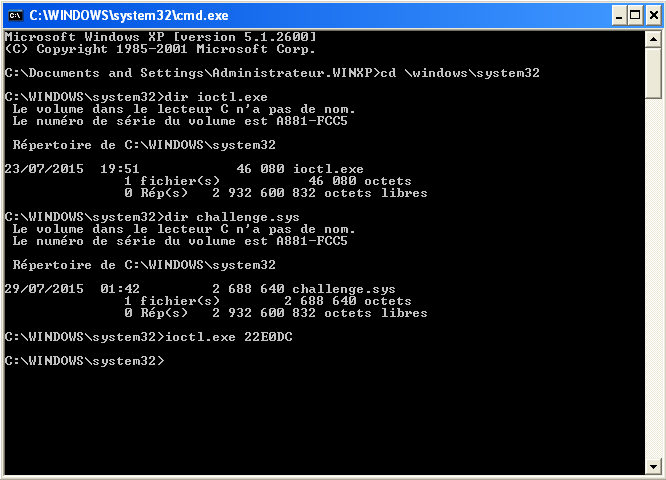 C:\WINDOWS\system32\cmd.exe
Microsoft Windows XP [version 5.1.2600]
(C) Copyright 1985-2001 Microsoft Corp.
C:\Documents and Settings\Administrateur.WINXP>cd \windows\system32
C:\WINDOWS\system32>dir ioctl.exe
Le volume dans le lecteur C n'a pas de nom.
Le numéro de série du volume est A881-FCC5
Répertoire de C:\WINDOWS\system32
23/07/2015  19:51            46 080 ioctl.exe
1 fichier(s)           46 080 octets
0 Rép(s)   2 932 600 832 octets libres
C:\WINDOWS\system32>dir challenge.sys
Le volume dans le lecteur C n'a pas de nom.
Le numéro de série du volume est A881-FCC5
Répertoire de C:\WINDOWS\system32
29/07/2015  01:42         2 688 640 challenge.sys
1 fichier(s)        2 688 640 octets
0 Rép(s)   2 932 600 832 octets libres
C:\WINDOWS\system32>ioctl.exe 22E0DC
C:\WINDOWS\system32>